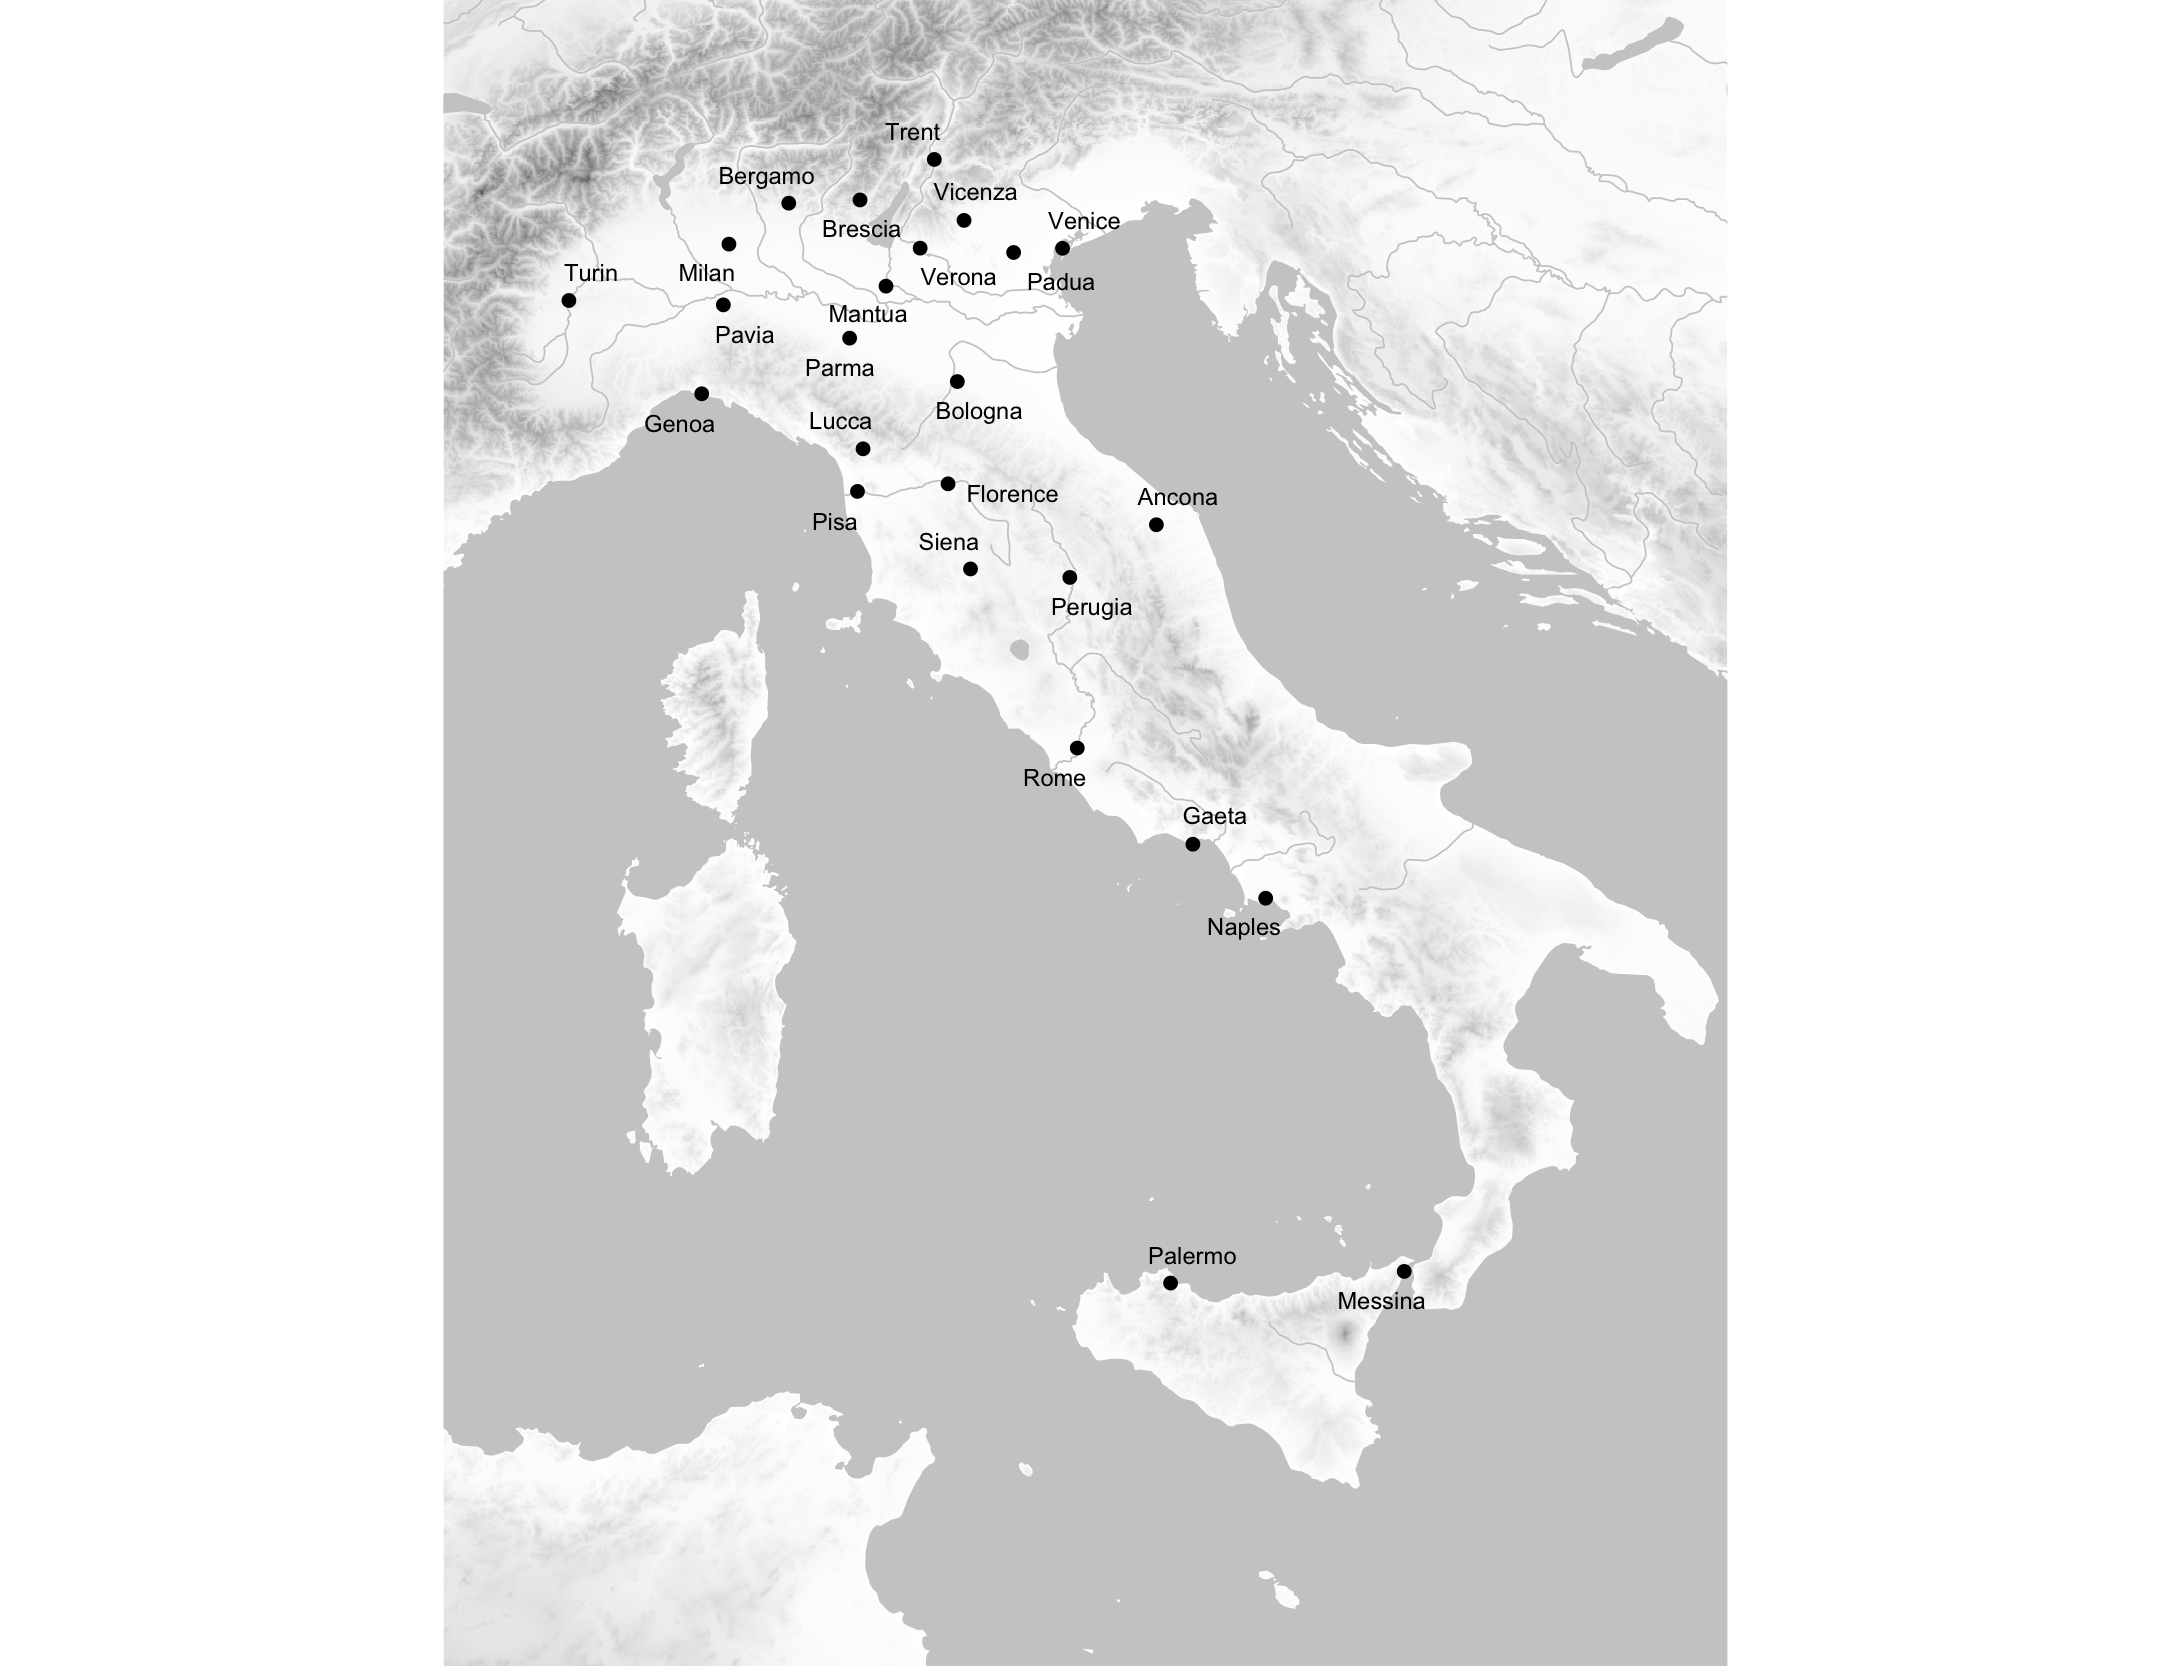 Trent
Bergamo
Vicenza
Brescia
Venice
Turin
Milan
Verona
Padua
Mantua
Pavia
Parma
Bologna
Genoa
Lucca
Florence
Ancona
Pisa
Siena
Perugia
Rome
Gaeta
Naples
Palermo
Messina